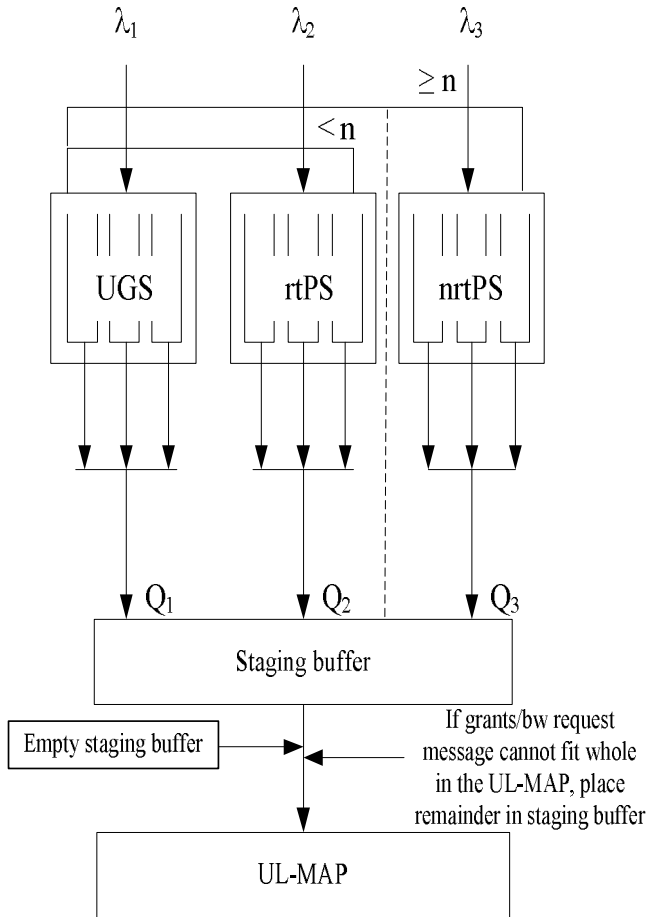 λ1
λ2
λ3
≥ n
< n
UGS
rtPS
nrtPS
Q1
Q2
Q3
Staging buffer
Empty staging buffer
If grants/bw request
message cannot fit whole
in the UL-MAP, place
remainder in staging buffer
UL-MAP